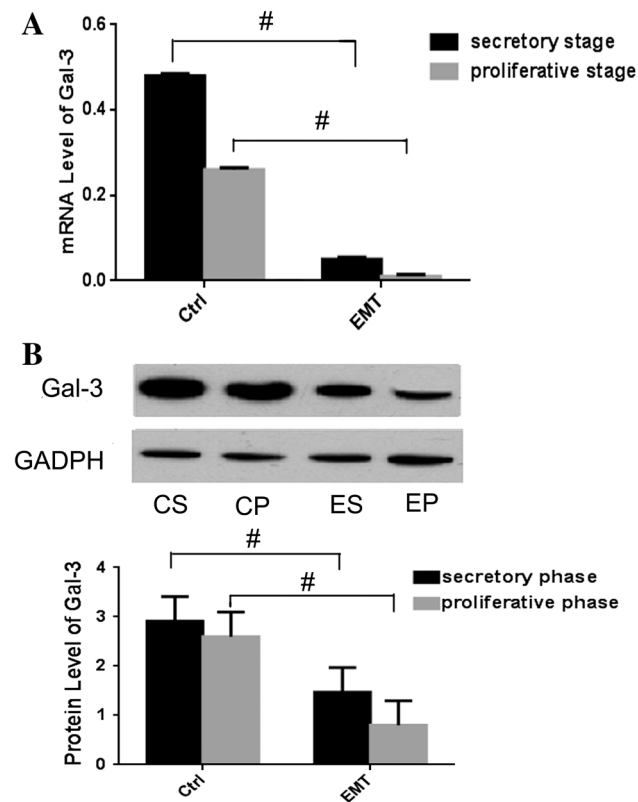 A
mRNA Level of Gal-3
0.6
0.4
0.2
0.0
#
#
secretory stage
proliferative stage
Ctrl
EMT
B
Gal-3
GADPH
CS CP ES EP
Protein Level of Gal-3
4
3
2
1
0
#
#
secretory phase
proliferative phase
Ctrl
EMT